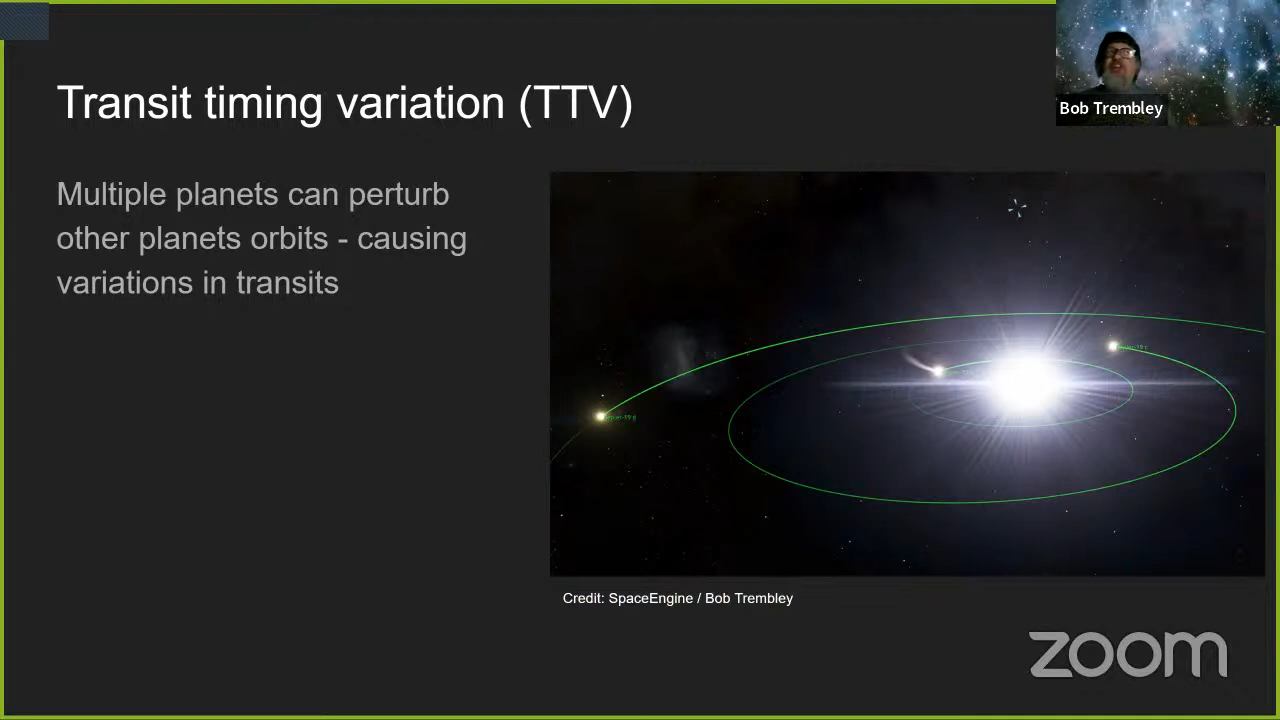 Transit timing variation (TTV)
Bob Trembley
Multiple planets can perturb
other planets orbits - causing
variations in transits
Credit: SpaceEngine / Bob Trembley
zoom